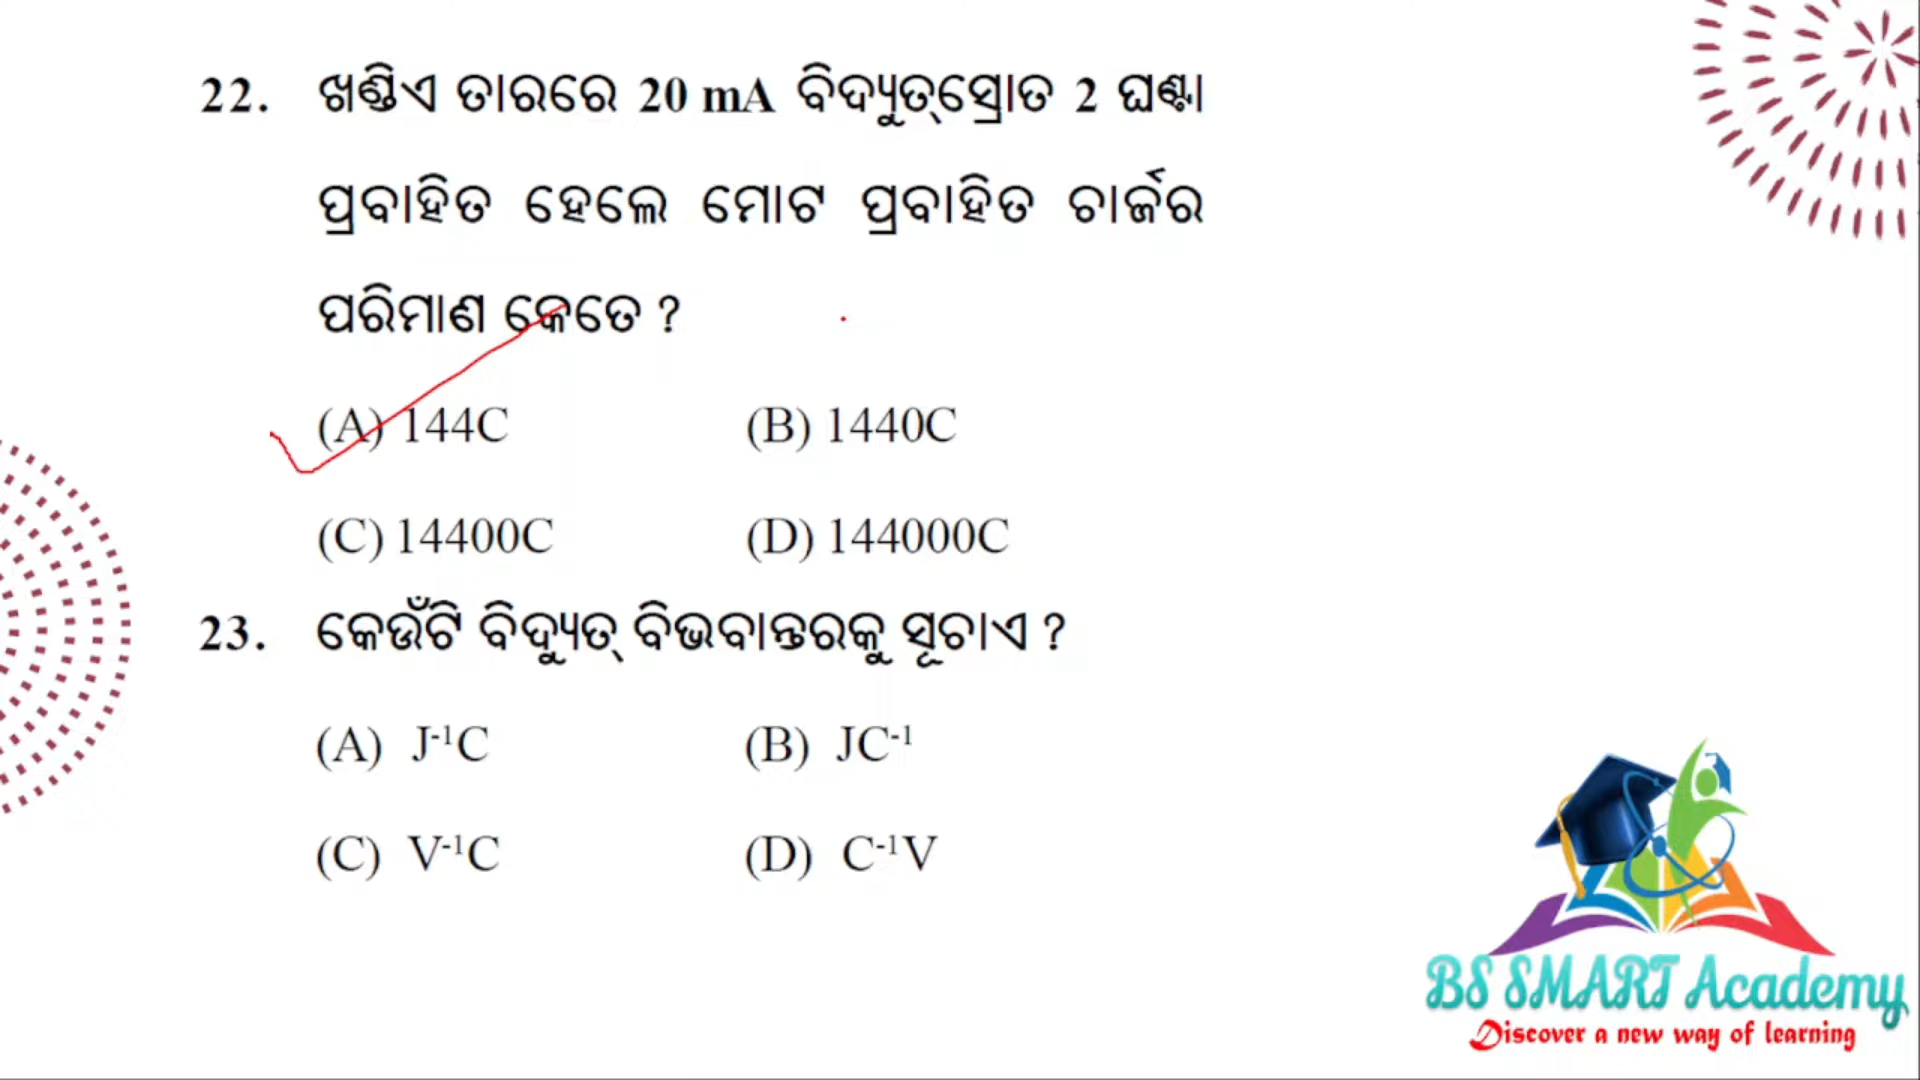 22. ଖଣ୍ଡିଏ ତାରରେ 20 mA ବିଦ୍ୟୁତ୍‌ସ୍ରୋତ 2 ଘଣ୍ଟା
ପ୍ରବାହିତ ହେଲେ ମୋଟ ପ୍ରବାହିତ ଚାର୍ଜର
ପରିମାଣ କେତେ ?
(A) 144C (B) 1440C
(C) 14400C (D) 144000C
23. କେଉଁଟି ବିଦ୍ୟୁତ୍ ବିଭବାନ୍ତରକୁ ସୂଚାଏ ?
(A) J⁻¹C (B) JC⁻¹
(C) V⁻¹C (D) C⁻¹V
BS SMART Academy
Discover a new way of learning